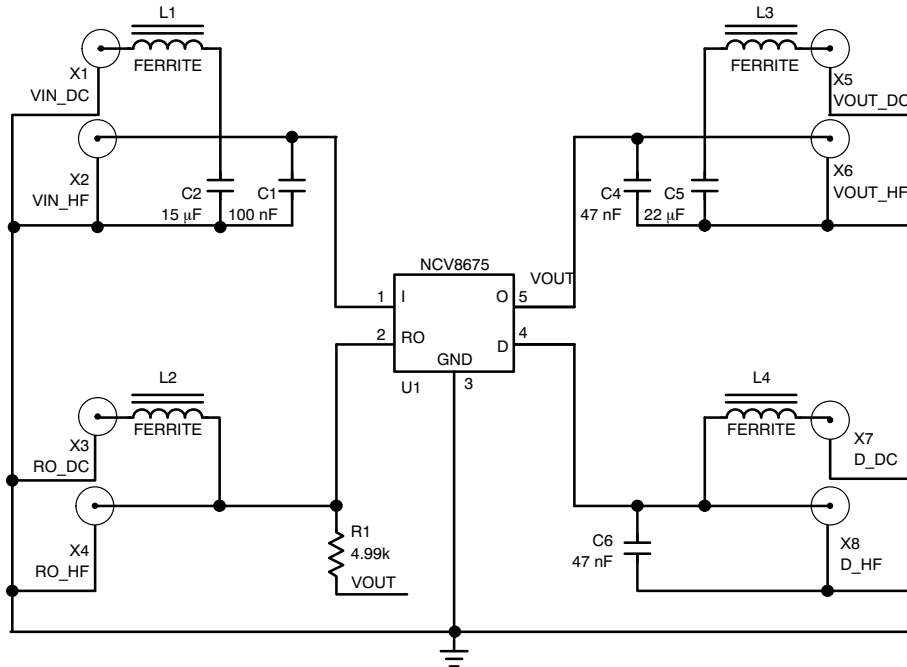 L1
FERRITE
X1
VIN_DC
X2
VIN_HF
C2
15 μF
C1
100 nF
L3
FERRITE
X5
VOUT_DC
X6
VOUT_HF
C4
47 nF
C5
22 μF
NCV8675
VOUT
1
I
O
5
2
RO
D
4
GND
U1
3
L2
FERRITE
X3
RO_DC
X4
RO_HF
R1
4.99k
VOUT
L4
FERRITE
X7
D_DC
C6
47 nF
X8
D_HF